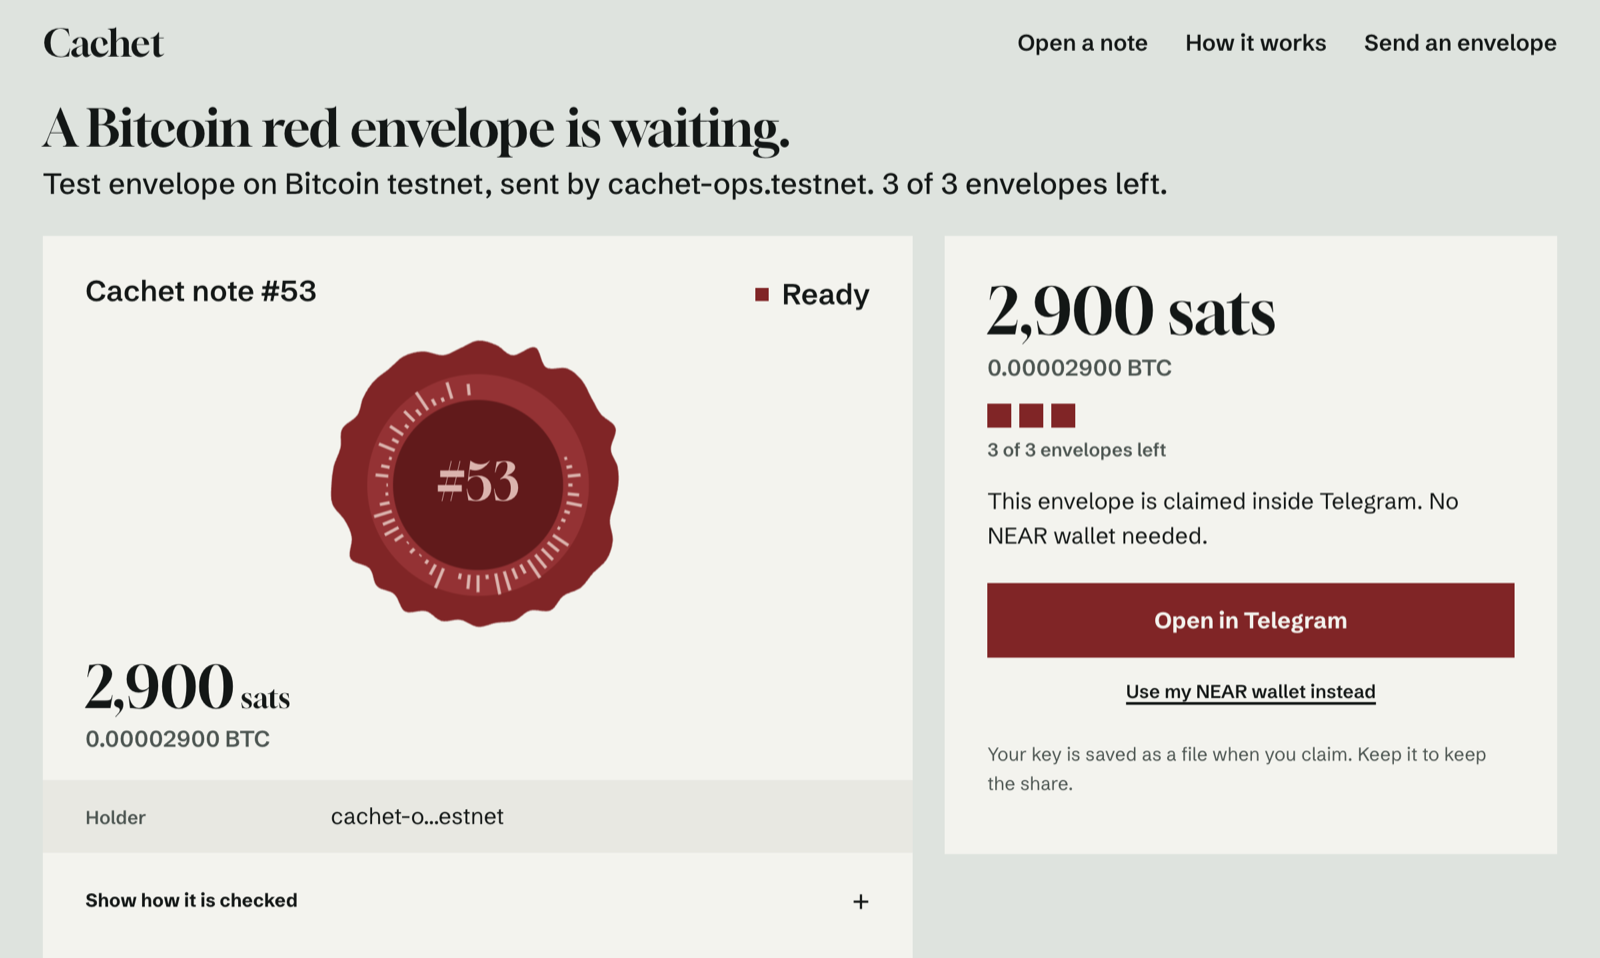 Cachet
Open a note
How it works
Send an envelope
A Bitcoin red envelope is waiting.
Test envelope on Bitcoin testnet, sent by cachet-ops.testnet. 3 of 3 envelopes left.
Cachet note #53
Ready
#53
2,900 sats
0.00002900 BTC
Holder
cachet-o...estnet
Show how it is checked
+
2,900 sats
0.00002900 BTC
3 of 3 envelopes left
This envelope is claimed inside Telegram. No
NEAR wallet needed.
Open in Telegram
Use my NEAR wallet instead
Your key is saved as a file when you claim. Keep it to keep
the share.